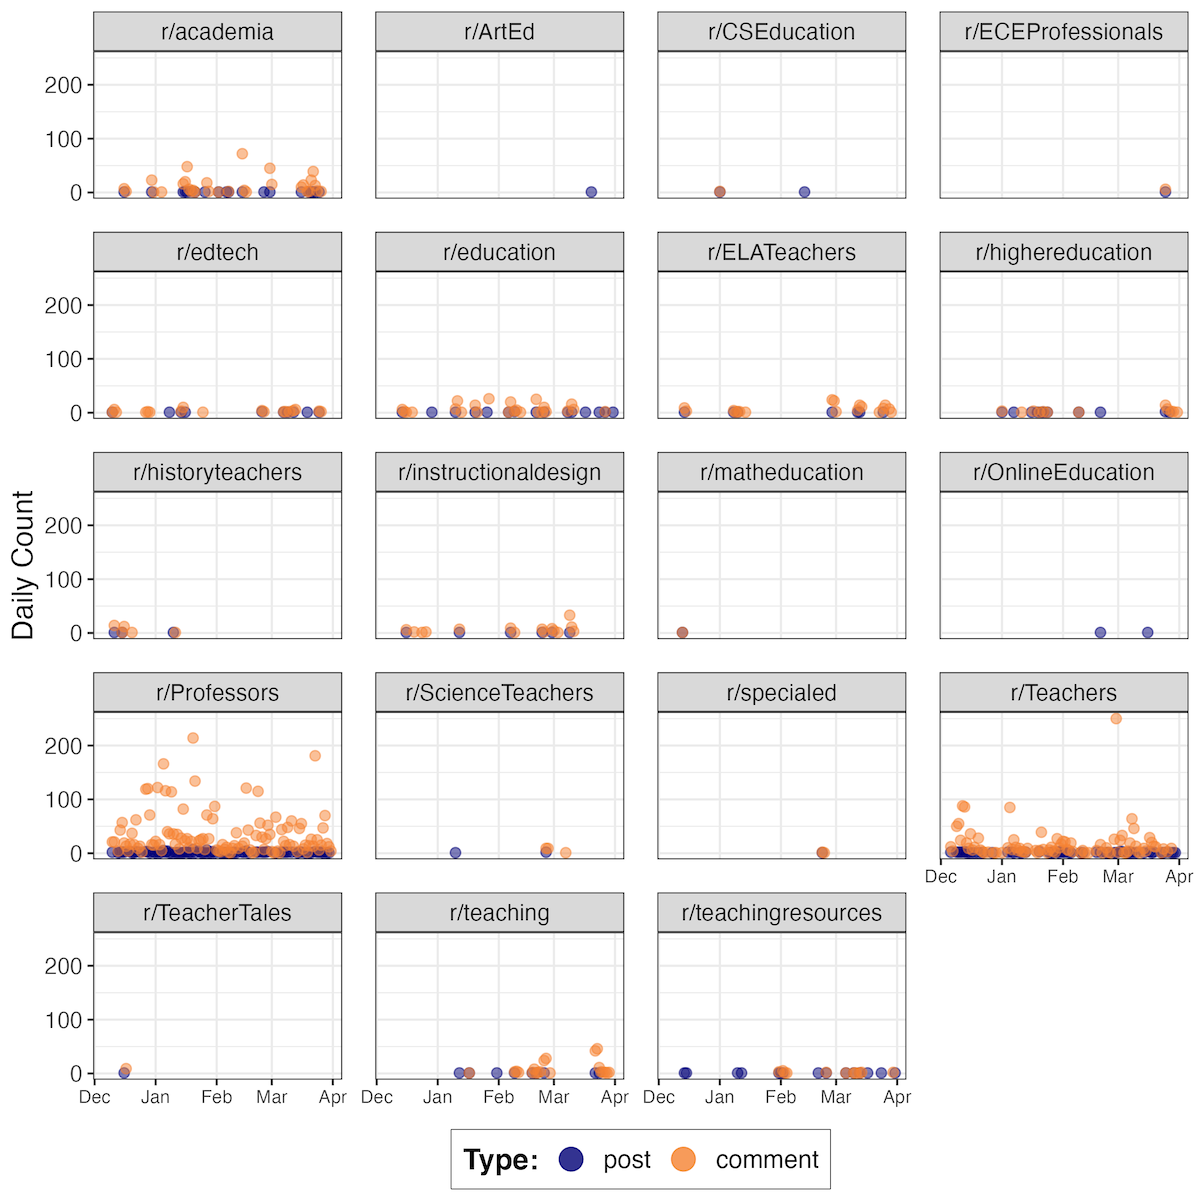 r/academia r/ArtEd r/CSEducation r/ECEProfessionals
200
100
0
r/edtech r/education r/ELATeachers r/highereducation
200
100
0
r/historyteachers r/instructionaldesign r/matheducation r/OnlineEducation
200
100
0
Daily Count
r/Professors r/ScienceTeachers r/specialed r/Teachers
200
100
0
Dec Jan Feb Mar Apr
r/TeacherTales r/teaching r/teachingresources
200
100
0
Dec Jan Feb Mar Apr Dec Jan Feb Mar Apr Dec Jan Feb Mar Apr
Type: post comment